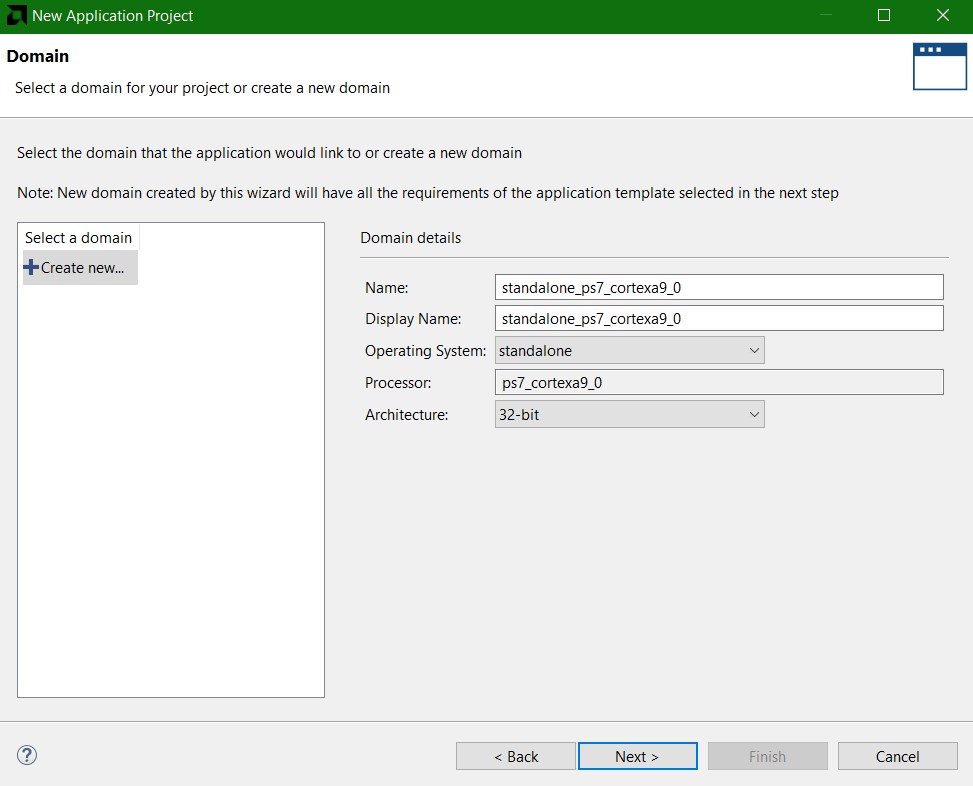 New Application Project
Domain
Select a domain for your project or create a new domain
Select the domain that the application would link to or create a new domain
Note: New domain created by this wizard will have all the requirements of the application template selected in the next step
Select a domain
Create new...
Domain details
Name: standalone_ps7_cortexa9_0
Display Name: standalone_ps7_cortexa9_0
Operating System: standalone
Processor: ps7_cortexa9_0
Architecture: 32-bit
? < Back Next > Finish Cancel